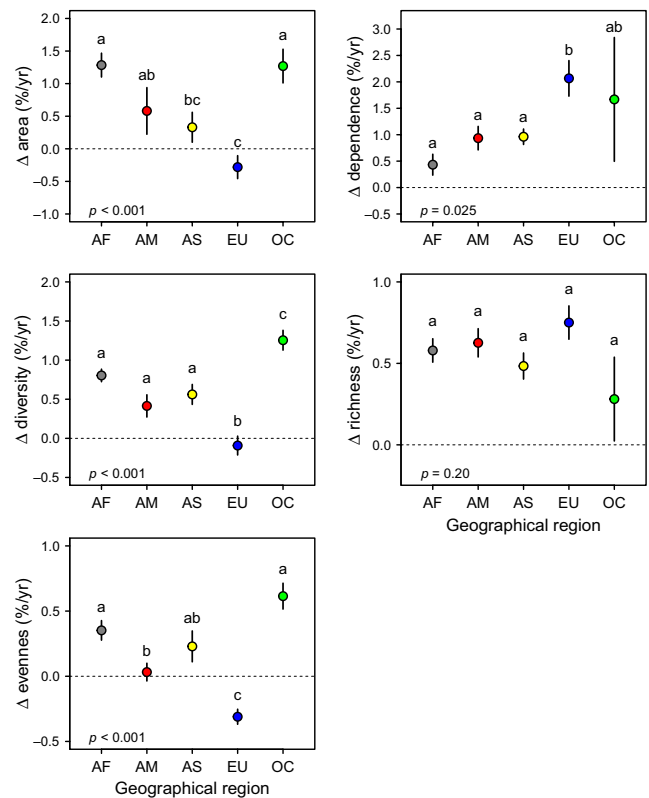 2.0
1.5
1.0
0.5
0.0
−0.5
−1.0
Δ area (%/yr)
a
ab
bc
c
a
p < 0.001
AF AM AS EU OC
3.0
2.5
2.0
1.5
1.0
0.5
0.0
−0.5
Δ dependence (%/yr)
a
a
a
b
ab
p = 0.025
AF AM AS EU OC
2.0
1.5
1.0
0.5
0.0
−0.5
Δ diversity (%/yr)
a
a
a
b
c
p < 0.001
AF AM AS EU OC
1.0
0.5
0.0
Δ richness (%/yr)
a
a
a
a
a
p = 0.20
AF AM AS EU OC
Geographical region
1.0
0.5
0.0
−0.5
Δ evennes (%/yr)
a
b
ab
c
a
p < 0.001
AF AM AS EU OC
Geographical region